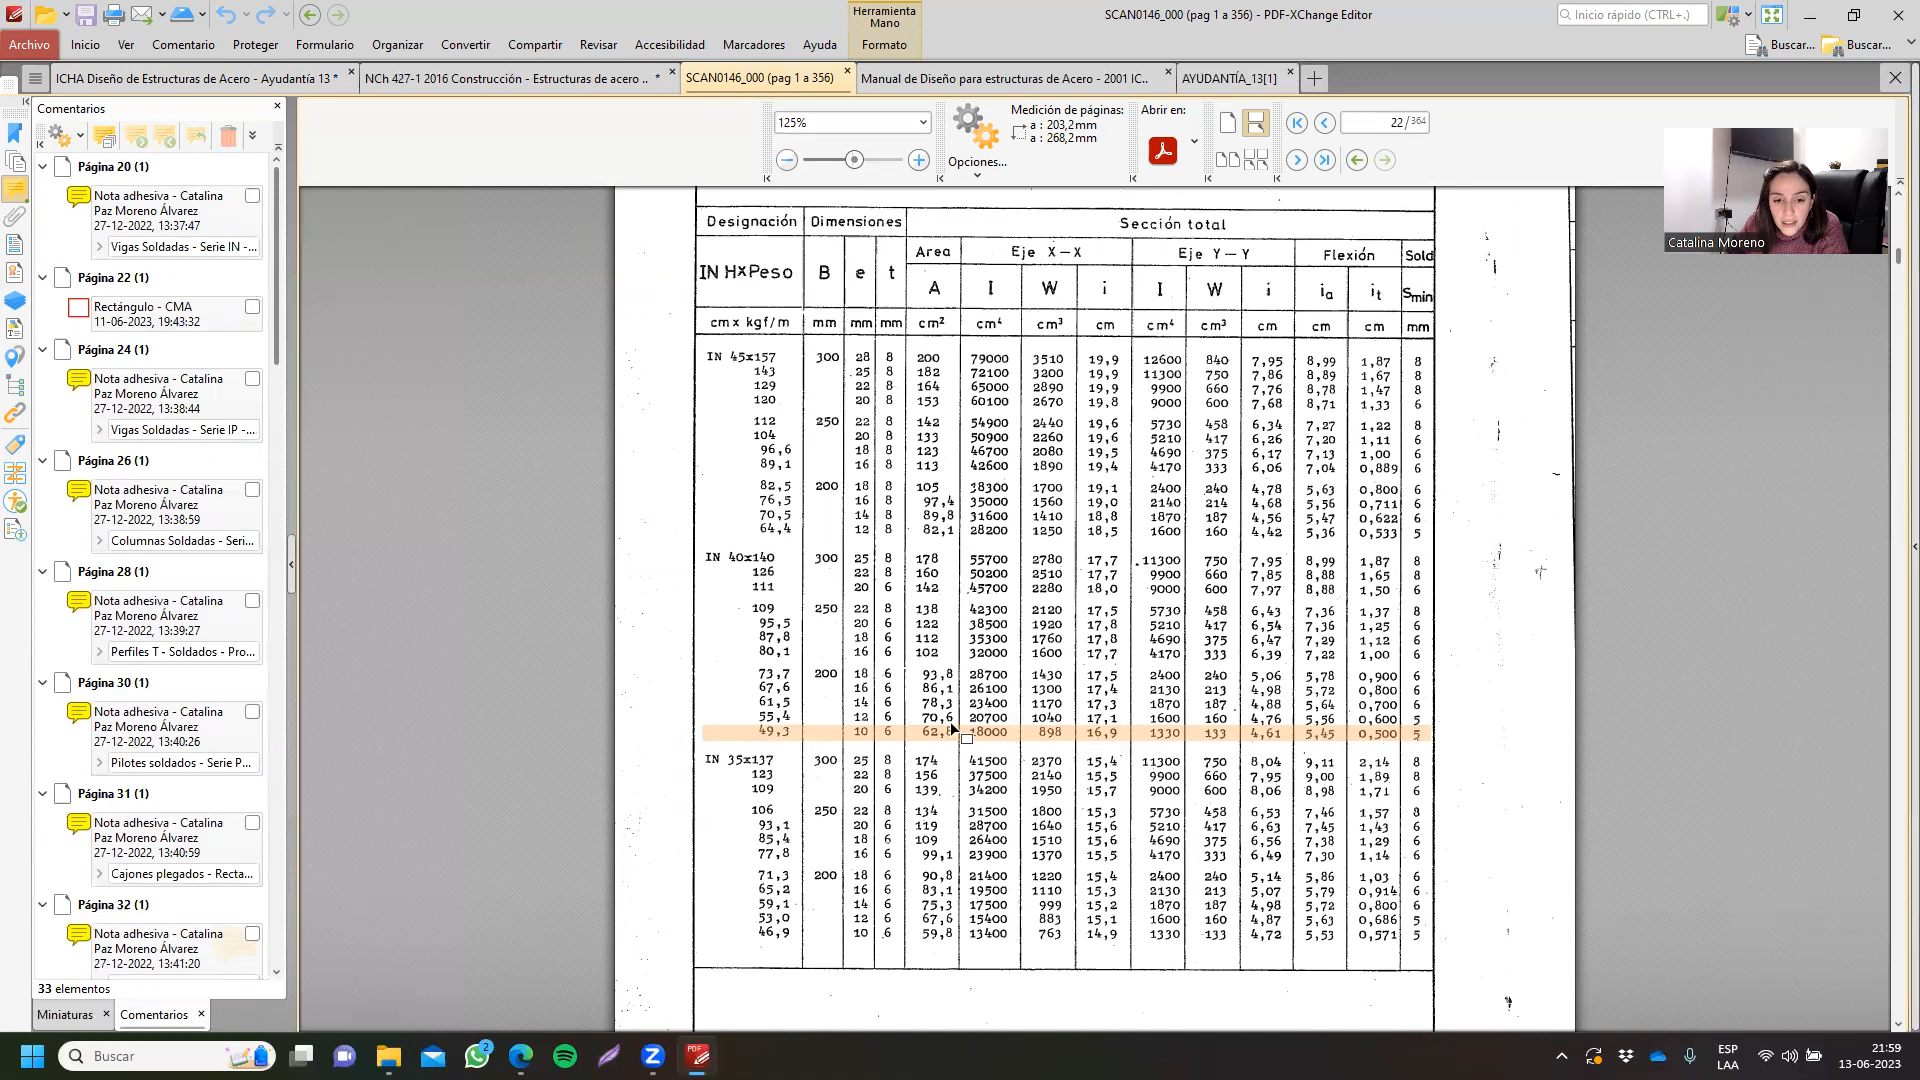 Herramienta
Mano
SCAN0146_000 (pag 1 a 356) - PDF-XChange Editor
Inicio rápido (CTRL+.)
Archivo Inicio Ver Comentario Proteger Formulario Organizar Convertir Compartir Revisar Accesibilidad Marcadores Ayuda Formato Buscar... Buscar...
ICHA Diseño de Estructuras de Acero - Ayudantía 13 * NCh 427-1 2016 Construcción - Estructuras de acero .. * SCAN0146_000 (pag 1 a 356) Manual de Diseño para estructuras de Acero - 2001 IC.. AYUDANTÍA_13[1]
Comentarios
125%
Opciones...
Medición de páginas:
a : 203,2mm
a : 268,2mm
Abrir en:
22/364
Página 20 (1)
Nota adhesiva - Catalina
Paz Moreno Álvarez
27-12-2022, 13:37:47
Vigas Soldadas - Serie IN -...
Página 22 (1)
Rectángulo - CMA
11-06-2023, 19:43:32
Página 24 (1)
Nota adhesiva - Catalina
Paz Moreno Álvarez
27-12-2022, 13:38:44
Vigas Soldadas - Serie IP -...
Página 26 (1)
Nota adhesiva - Catalina
Paz Moreno Álvarez
27-12-2022, 13:38:59
Columnas Soldadas - Seri...
Página 28 (1)
Nota adhesiva - Catalina
Paz Moreno Álvarez
27-12-2022, 13:39:27
Perfiles T - Soldados - Pro...
Página 30 (1)
Nota adhesiva - Catalina
Paz Moreno Álvarez
27-12-2022, 13:40:26
Pilotes soldados - Serie P...
Página 31 (1)
Nota adhesiva - Catalina
Paz Moreno Álvarez
27-12-2022, 13:40:59
Cajones plegados - Recta...
Página 32 (1)
Nota adhesiva - Catalina
Paz Moreno Álvarez
27-12-2022, 13:41:20
33 elementos
Miniaturas Comentarios
Catalina Moreno
Designación Dimensiones Sección total
Area Eje X-X Eje Y-Y Flexión Sold
IN H×Peso B e t A I W i I W i ia it Smin
cm x kgf/m mm mm mm cm² cm⁴ cm³ cm cm⁴ cm³ cm cm cm mm
IN 45x157 300 28 8 200 79000 3510 19,9 12600 840 7,95 8,99 1,87 8
143 25 8 182 72100 3200 19,9 11300 750 7,86 8,89 1,67 8
129 22 8 164 65000 2890 19,9 9900 660 7,76 8,78 1,47 8
120 20 8 153 60100 2670 19,8 9000 600 7,68 8,71 1,33 6
112 250 22 8 142 54900 2440 19,6 5730 458 6,34 7,27 1,22 8
104 20 8 133 50900 2260 19,6 5210 417 6,26 7,20 1,11 6
96,6 18 8 123 46700 2080 19,5 4690 375 6,17 7,13 1,00 6
89,1 16 8 113 42600 1890 19,4 4170 333 6,06 7,04 0,889 6
82,5 200 18 8 105 38300 1700 19,1 2400 240 4,78 5,63 0,800 6
76,5 16 8 97,4 35000 1560 19,0 2140 214 4,68 5,56 0,711 6
70,5 14 8 89,8 31600 1410 18,8 1870 187 4,56 5,47 0,622 6
64,4 12 8 82,1 28200 1250 18,5 1600 160 4,42 5,36 0,533 5
IN 40x140 300 25 8 178 55700 2780 17,7 11300 750 7,95 8,99 1,87 8
126 22 8 160 50200 2510 17,7 9900 660 7,85 8,88 1,65 8
111 20 6 142 45700 2280 18,0 9000 600 7,97 8,88 1,50 6
109 250 22 8 138 42300 2120 17,5 5730 458 6,43 7,36 1,37 8
95,5 20 6 122 38500 1920 17,8 5210 417 6,54 7,36 1,25 6
87,8 18 6 112 35300 1760 17,8 4690 375 6,47 7,29 1,12 6
80,1 16 6 102 32000 1600 17,7 4170 333 6,39 7,22 1,00 6
73,7 200 18 6 93,8 28700 1430 17,5 2400 240 5,06 5,78 0,900 6
67,6 16 6 86,1 26100 1300 17,4 2130 213 4,98 5,72 0,800 6
61,5 14 6 78,3 23400 1170 17,3 1870 187 4,88 5,64 0,700 6
55,4 12 6 70,6 20700 1040 17,1 1600 160 4,76 5,56 0,600 5
49,3 10 6 62,8 18000 898 16,9 1330 133 4,61 5,45 0,500 5
IN 35x137 300 25 8 174 41500 2370 15,4 11300 750 8,04 9,11 2,14 8
123 22 8 156 37500 2140 15,5 9900 660 7,95 9,00 1,89 8
109 20 6 139 34200 1950 15,7 9000 600 8,06 8,98 1,71 6
106 250 22 8 134 31500 1800 15,3 5730 458 6,53 7,46 1,57 8
93,1 20 6 119 28700 1640 15,6 5210 417 6,63 7,45 1,43 6
85,4 18 6 109 26400 1510 15,6 4690 375 6,56 7,38 1,29 6
77,8 16 6 99,1 23900 1370 15,5 4170 333 6,49 7,30 1,14 6
71,3 200 18 6 90,8 21400 1220 15,4 2400 240 5,14 5,86 1,03 6
65,2 16 6 83,1 19500 1110 15,3 2130 213 5,07 5,79 0,914 6
59,1 14 6 75,3 17500 999 15,2 1870 187 4,98 5,72 0,800 6
53,0 12 6 67,6 15400 883 15,1 1600 160 4,87 5,63 0,686 5
46,9 10 6 59,8 13400 763 14,9 1330 133 4,72 5,53 0,571 5
Buscar
2
PDF
ESP
LAA
21:59
13-06-2023